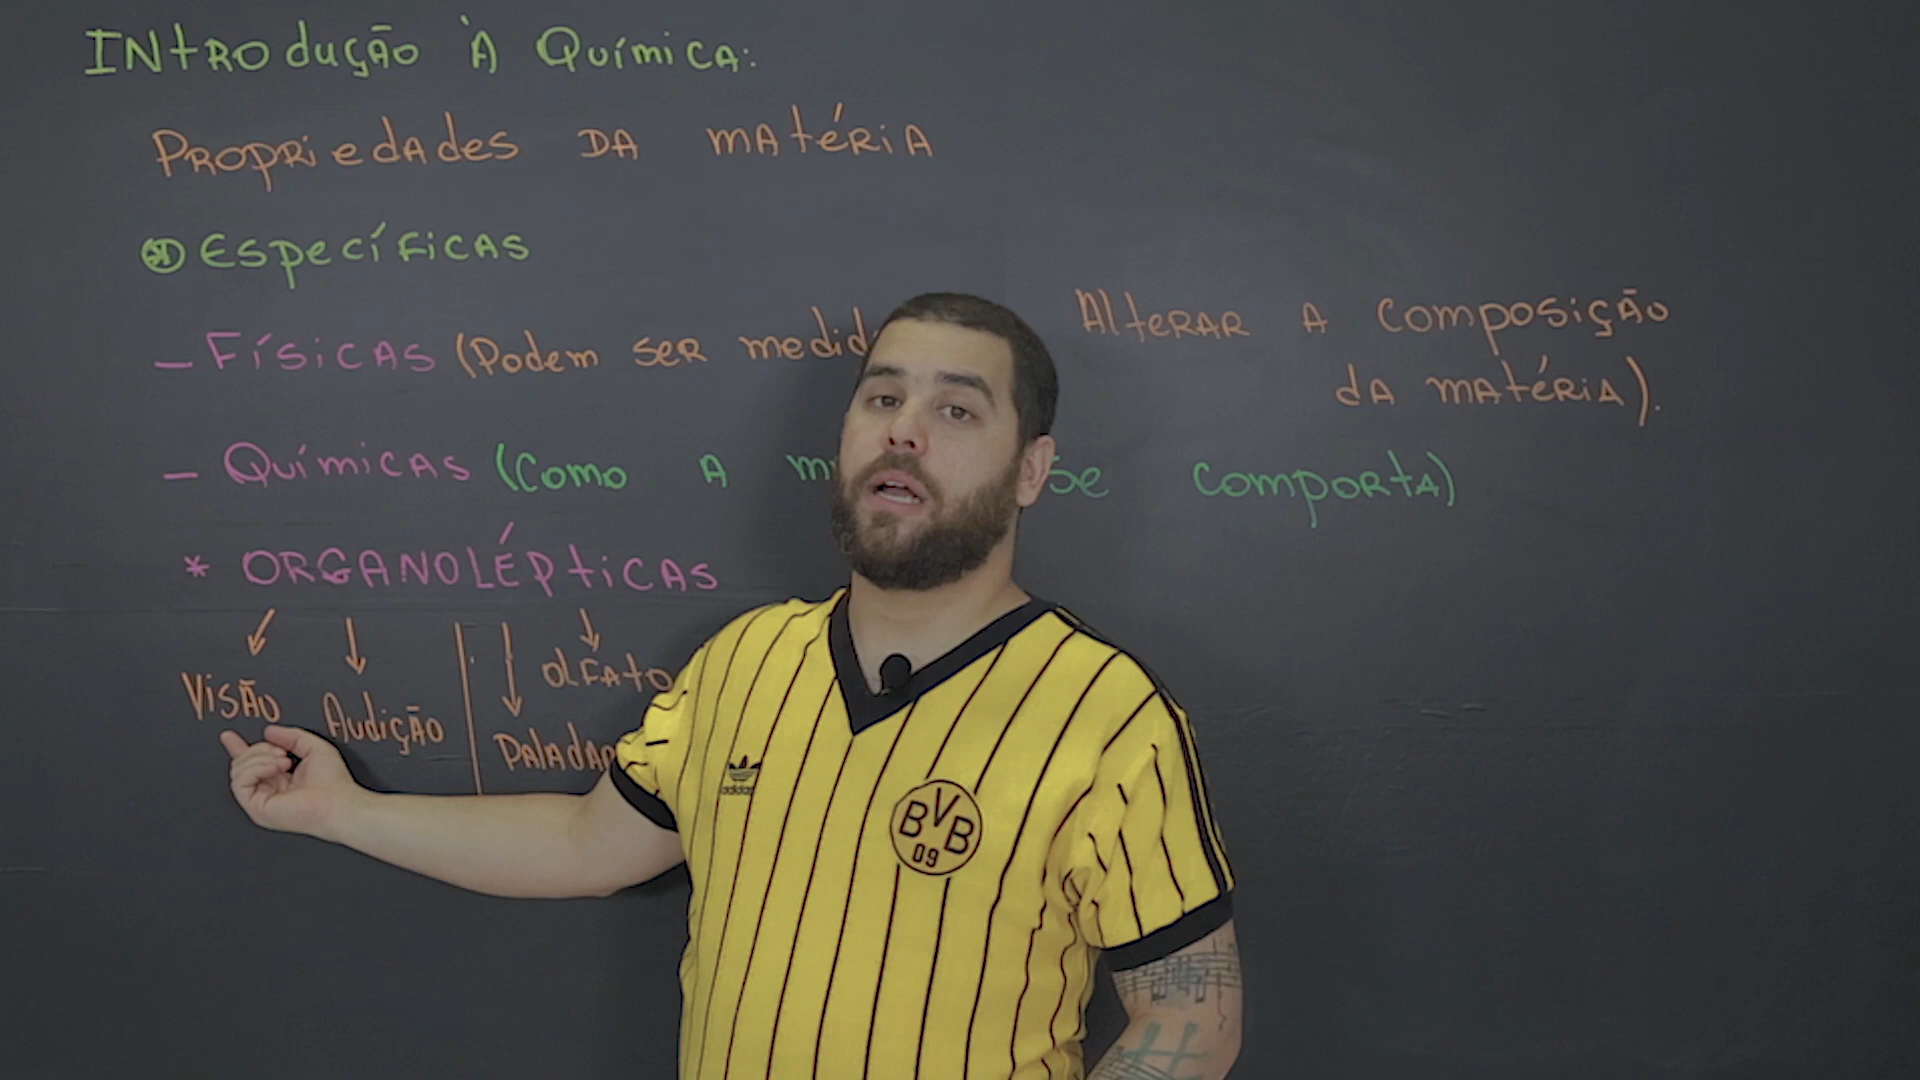 Introdução à Química:
Propriedades da matéria
Específicas
- Físicas (Podem ser Alterar a composição
da matéria).
- Químicas (Como a se comporta)
* ORGANOLÉPTICAS
Visão Audição Olfato
adidas
BVB
09